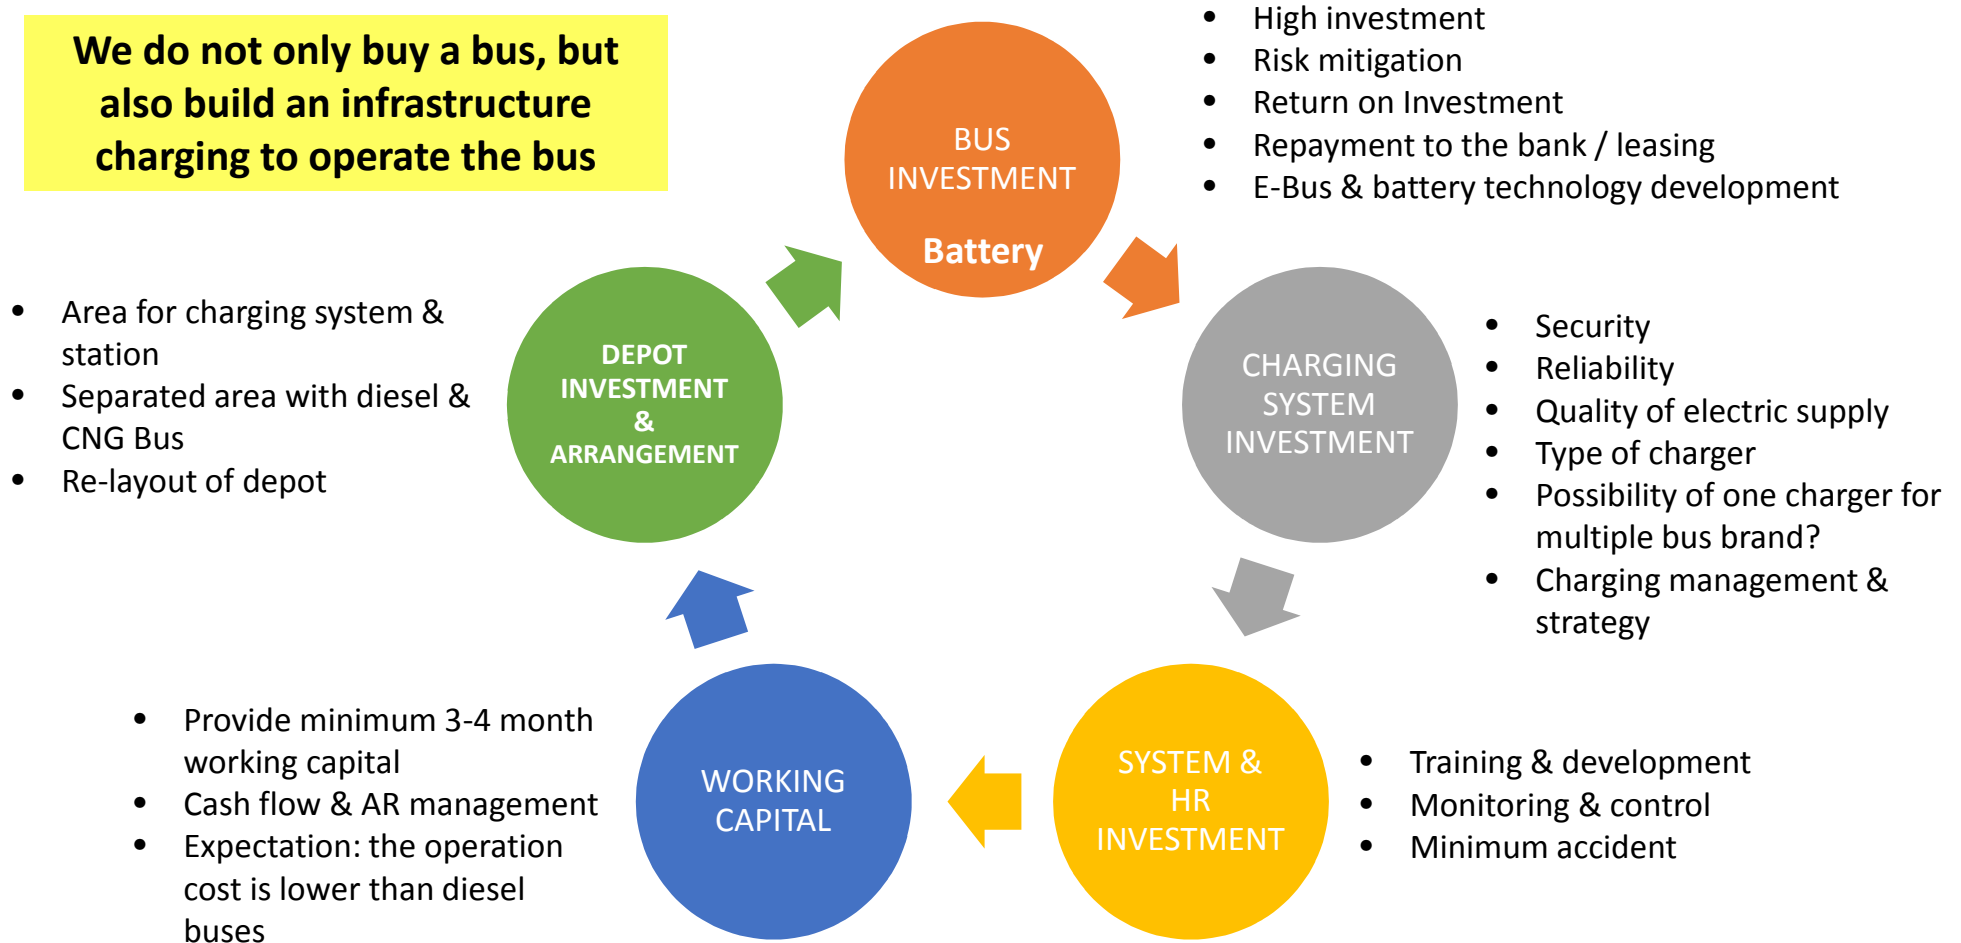 We do not only buy a bus, but
also build an infrastructure
charging to operate the bus
BUS
INVESTMENT
Battery
• High investment
• Risk mitigation
• Return on Investment
• Repayment to the bank / leasing
• E-Bus & battery technology development
CHARGING
SYSTEM
INVESTMENT
• Security
• Reliability
• Quality of electric supply
• Type of charger
• Possibility of one charger for
multiple bus brand?
• Charging management &
strategy
SYSTEM &
HR
INVESTMENT
• Training & development
• Monitoring & control
• Minimum accident
WORKING
CAPITAL
• Provide minimum 3-4 month
working capital
• Cash flow & AR management
• Expectation: the operation
cost is lower than diesel
buses
DEPOT
INVESTMENT
&
ARRANGEMENT
• Area for charging system &
station
• Separated area with diesel &
CNG Bus
• Re-layout of depot